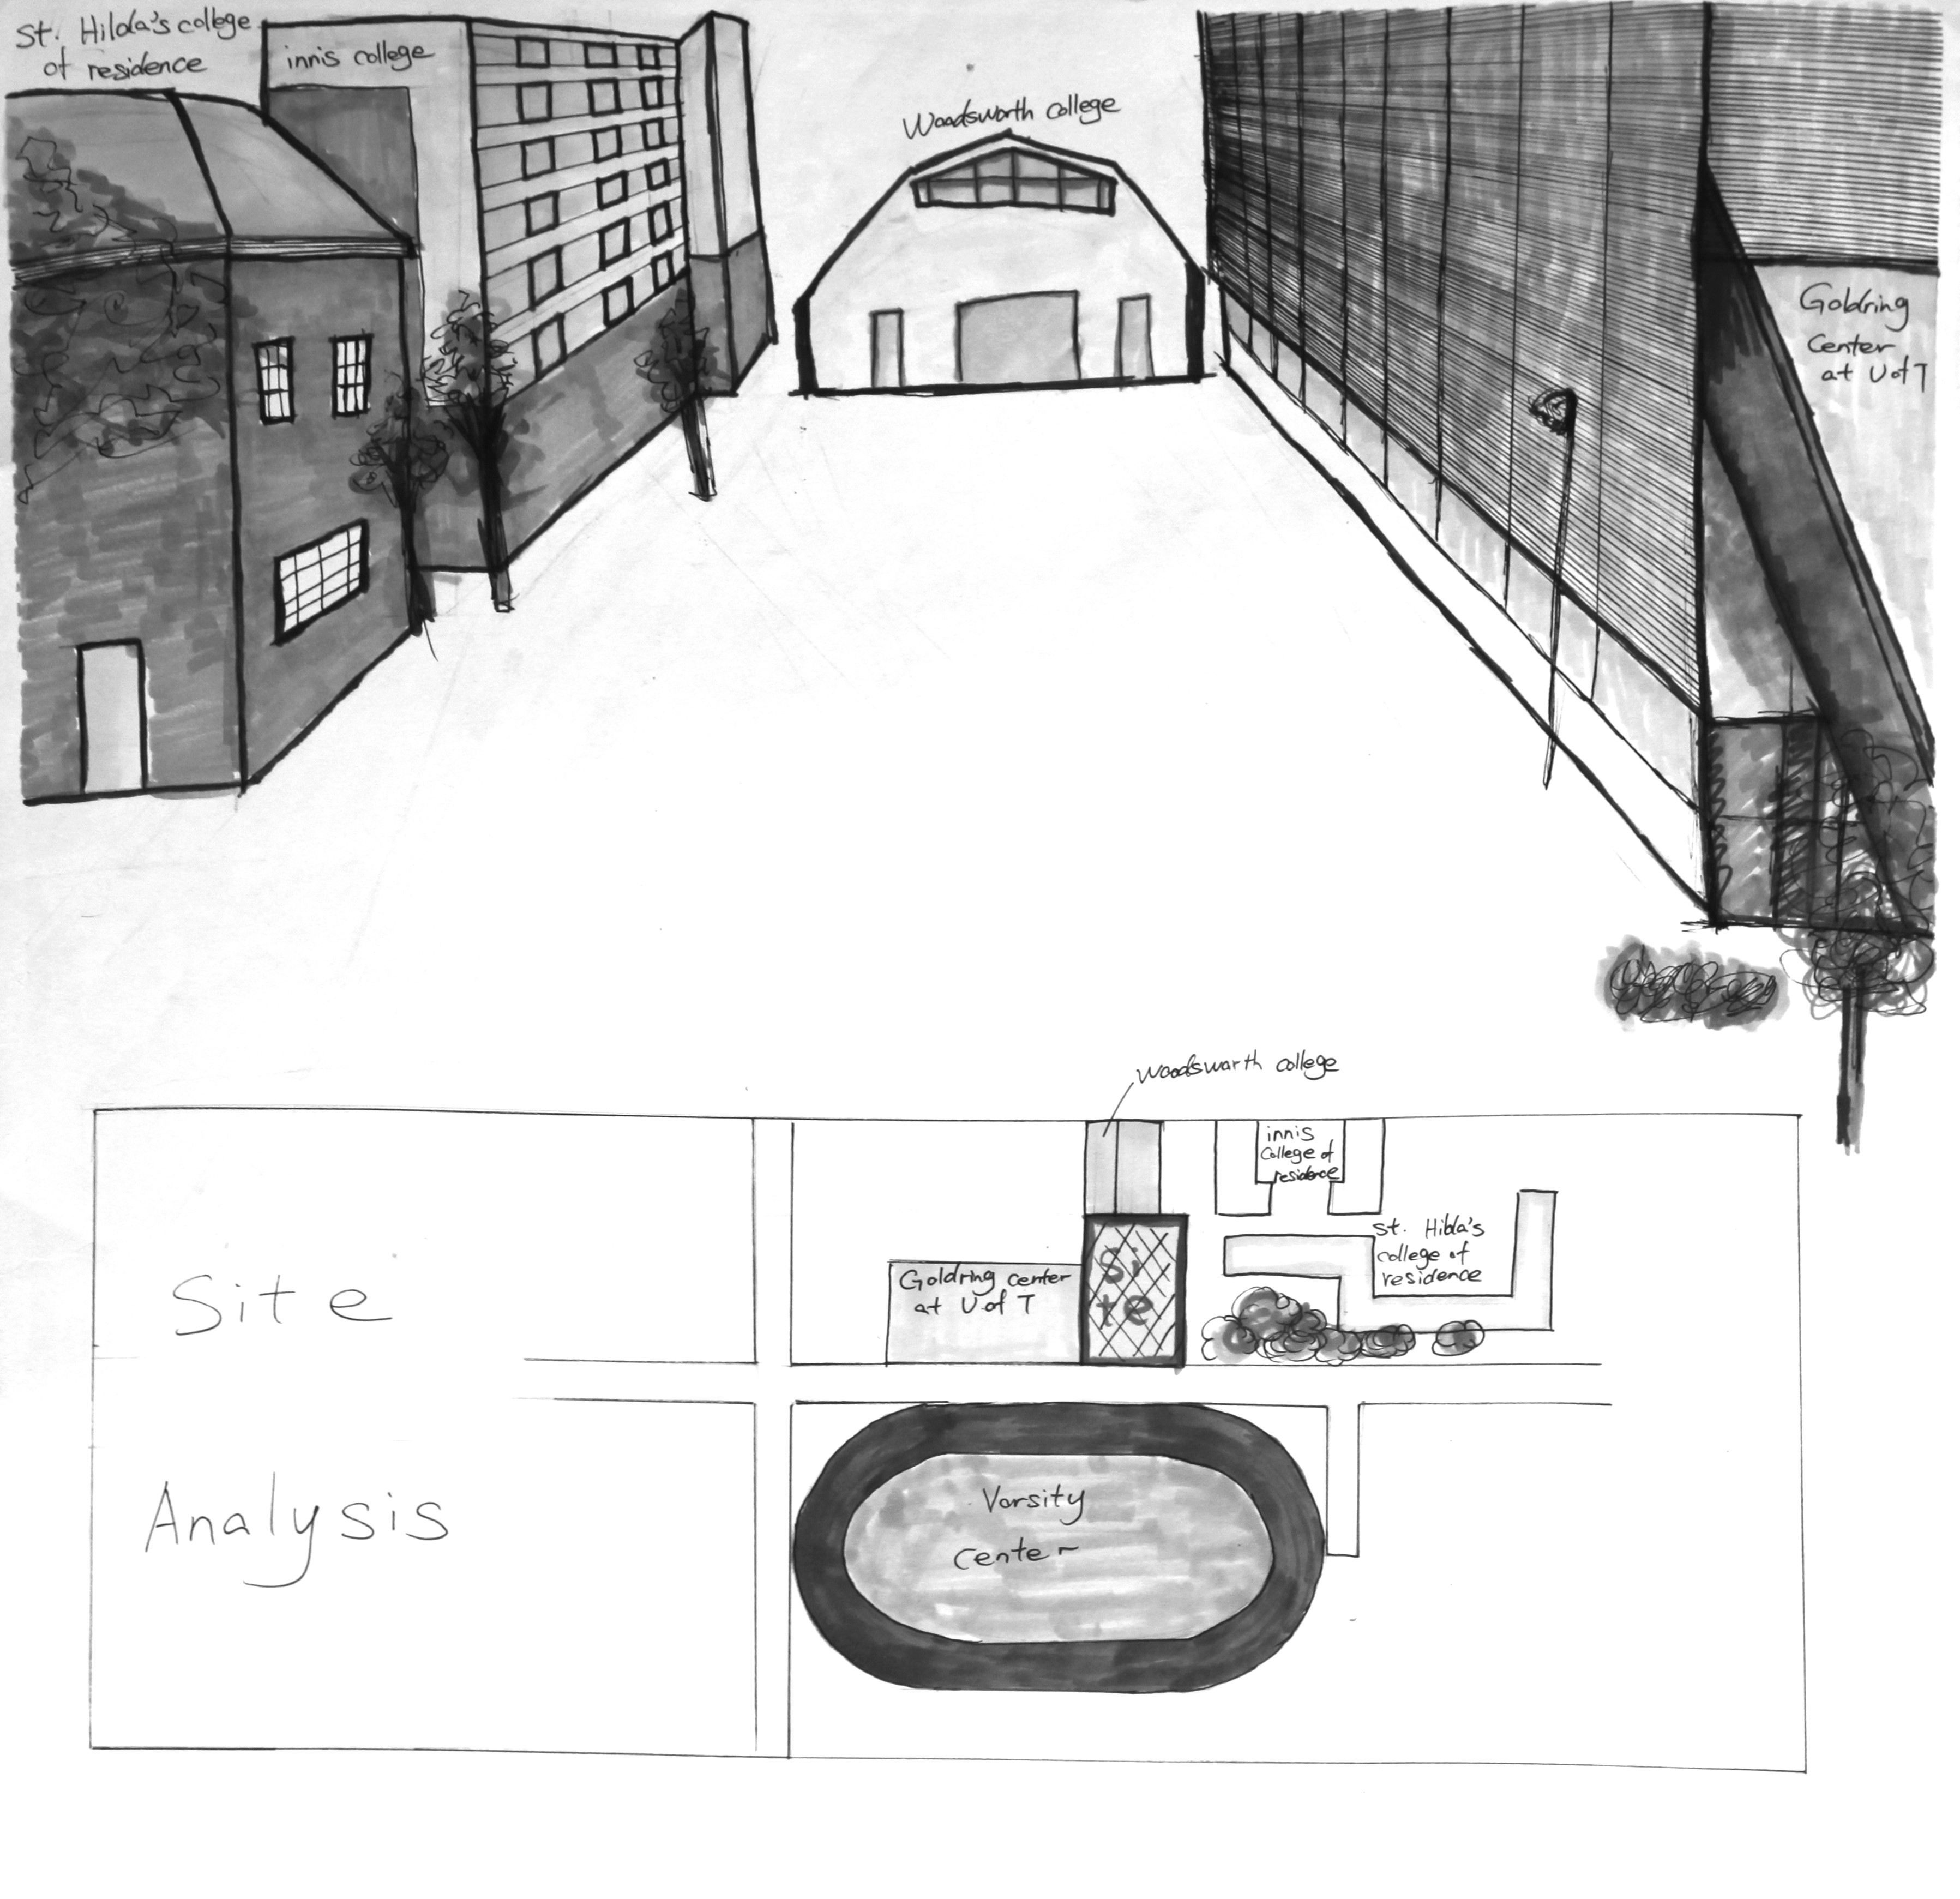 St. Hilda's college
of residence
innis college
Woodsworth college
Goldring
Center
at U of T
Woodsworth college
innis
College of
residence
St. Hilda's
college of
residence
Goldring center
at U of T
Si
te
Site
Analysis
Varsity
Center